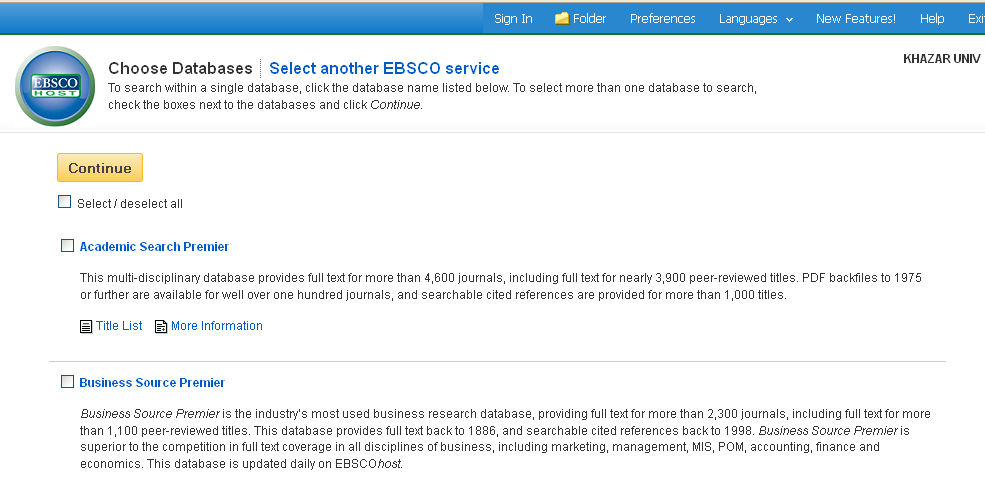 Sign In Folder Preferences Languages New Features! Help Exi
KHAZAR UNIV
EBSCO
HOST
Choose Databases Select another EBSCO service
To search within a single database, click the database name listed below. To select more than one database to search,
check the boxes next to the databases and click Continue.
Continue
Select / deselect all
Academic Search Premier
This multi-disciplinary database provides full text for more than 4,600 journals, including full text for nearly 3,900 peer-reviewed titles. PDF backfiles to 1975
or further are available for well over one hundred journals, and searchable cited references are provided for more than 1,000 titles.
Title List More Information
Business Source Premier
Business Source Premier is the industry's most used business research database, providing full text for more than 2,300 journals, including full text for more
than 1,100 peer-reviewed titles. This database provides full text back to 1886, and searchable cited references back to 1998. Business Source Premier is
superior to the competition in full text coverage in all disciplines of business, including marketing, management, MIS, POM, accounting, finance and
economics. This database is updated daily on EBSCOhost.